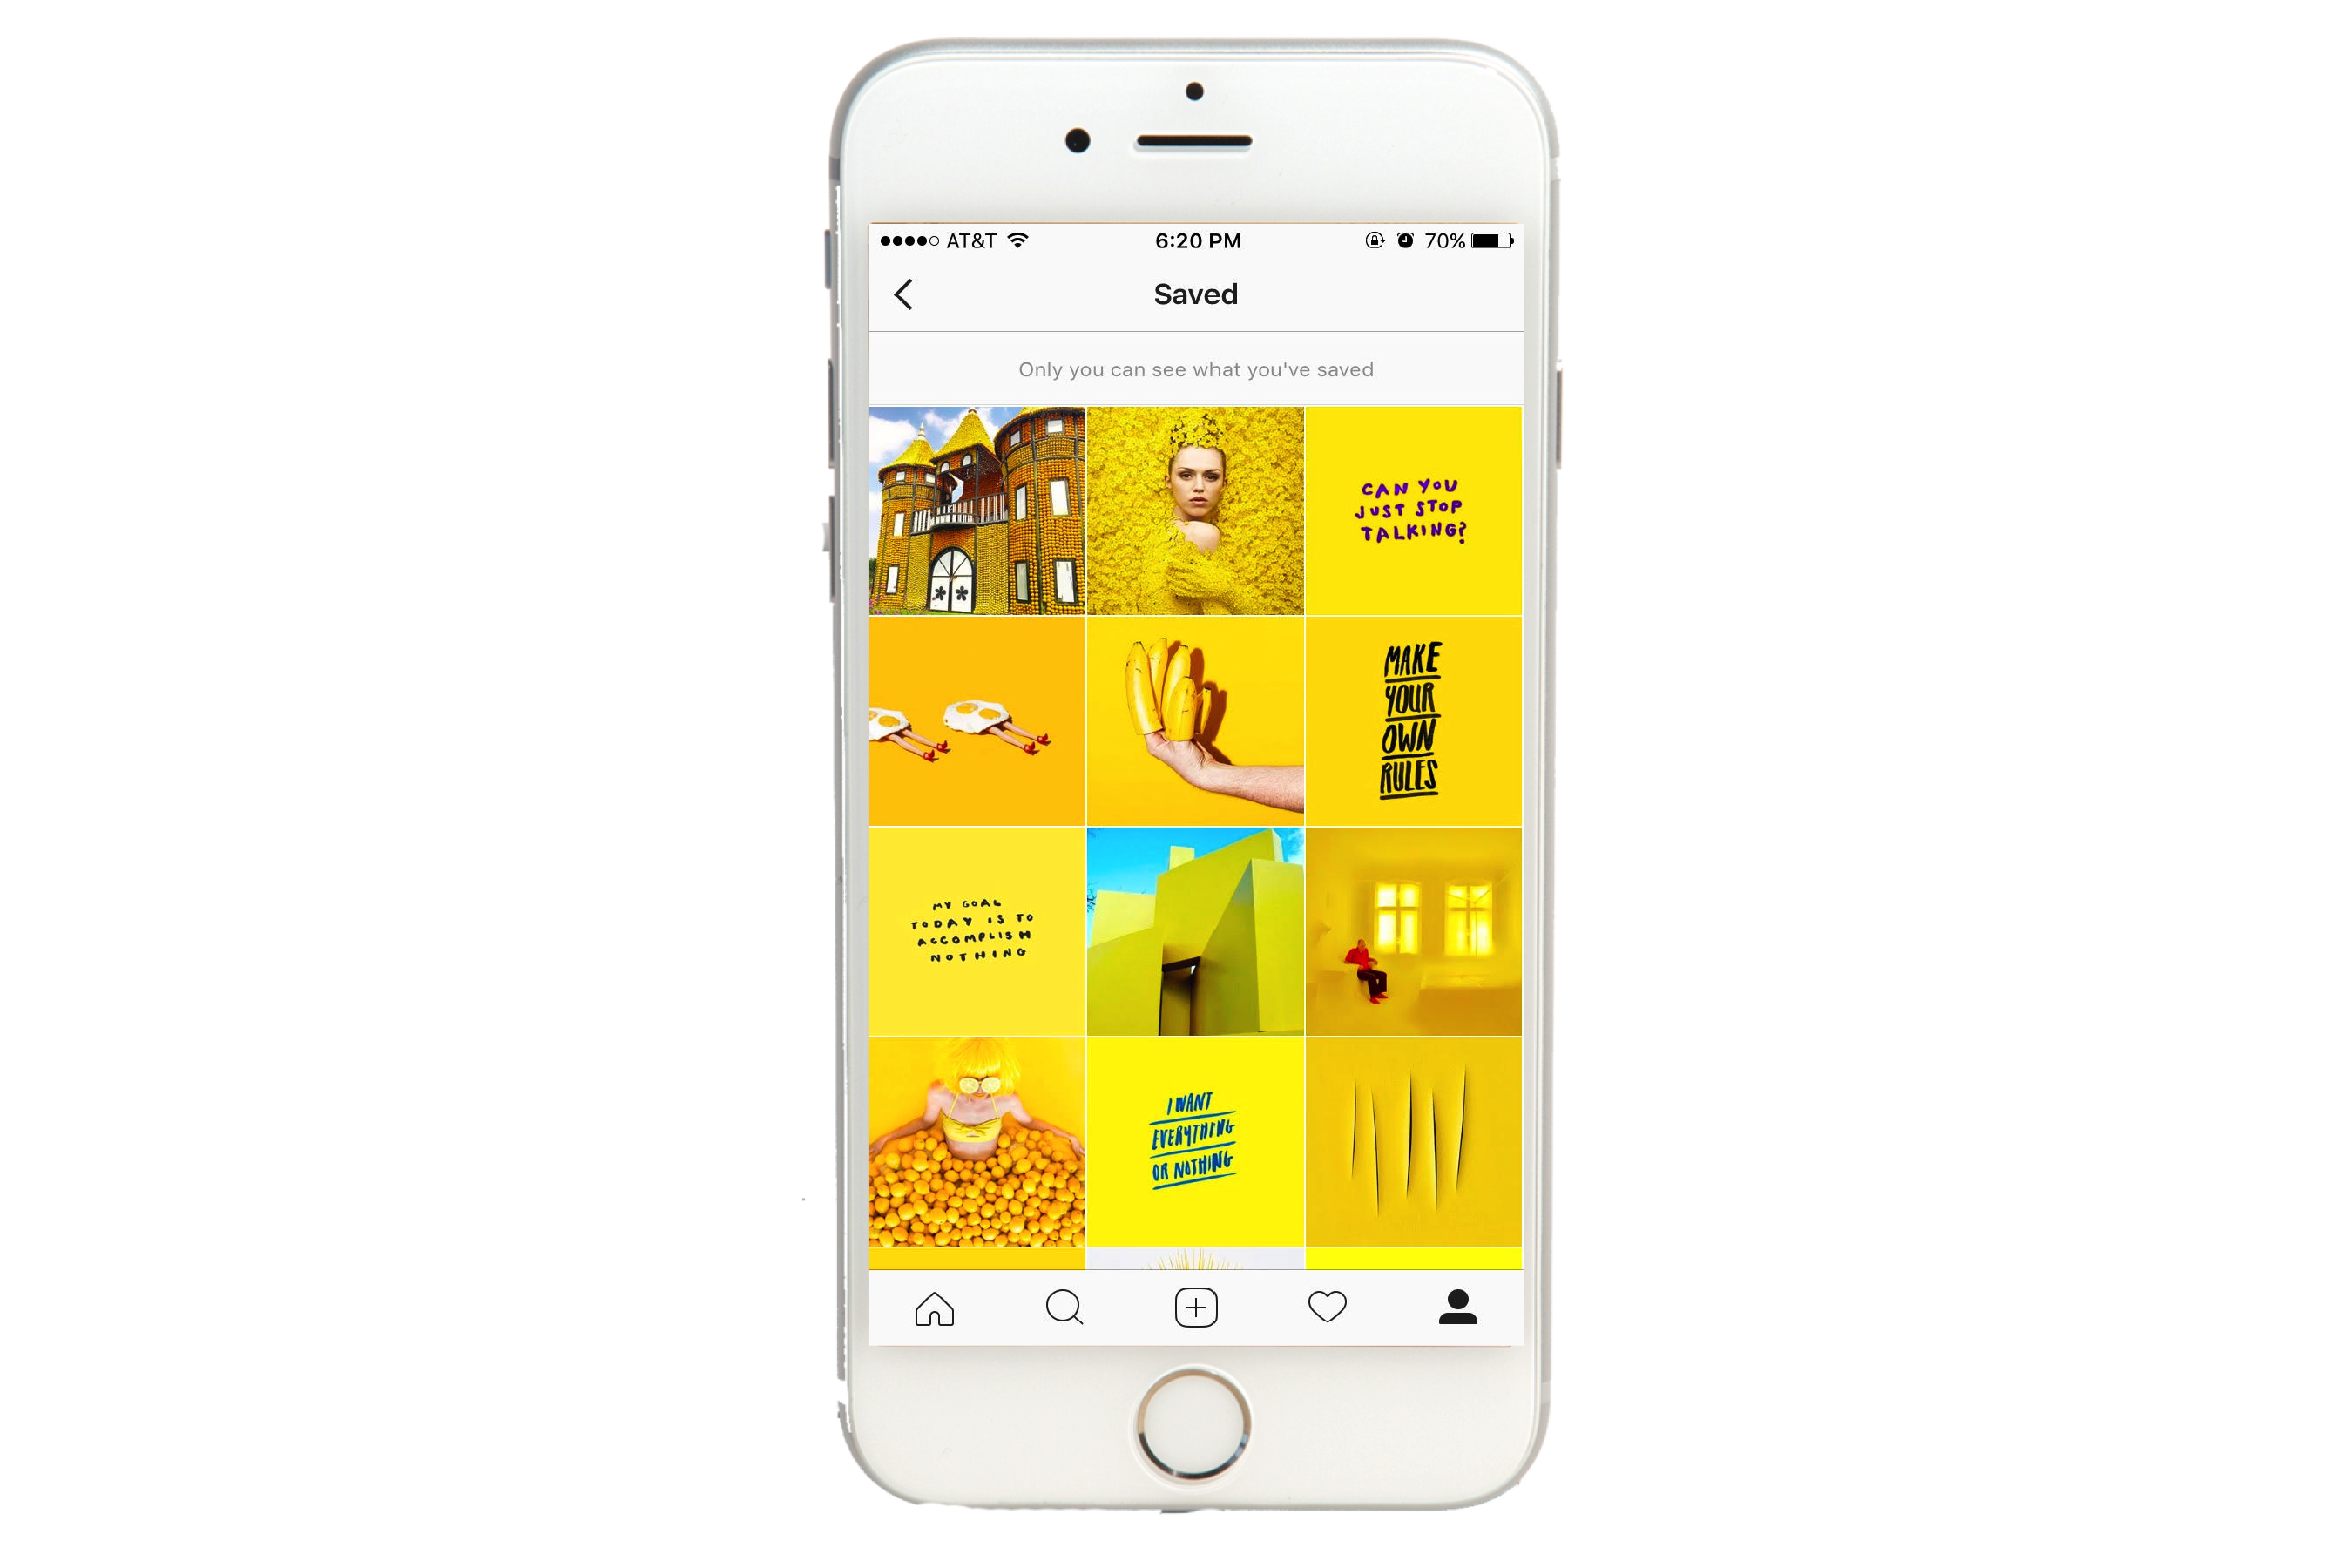 AT&T 6:20 PM 70%
Saved
Only you can see what you've saved
CAN YOU
JUST STOP
TALKING?
MAKE
YOUR
OWN
RULES
MY GOAL
TODAY IS TO
ACCOMPLISH
NOTHING
I WANT
EVERYTHING
OR NOTHING